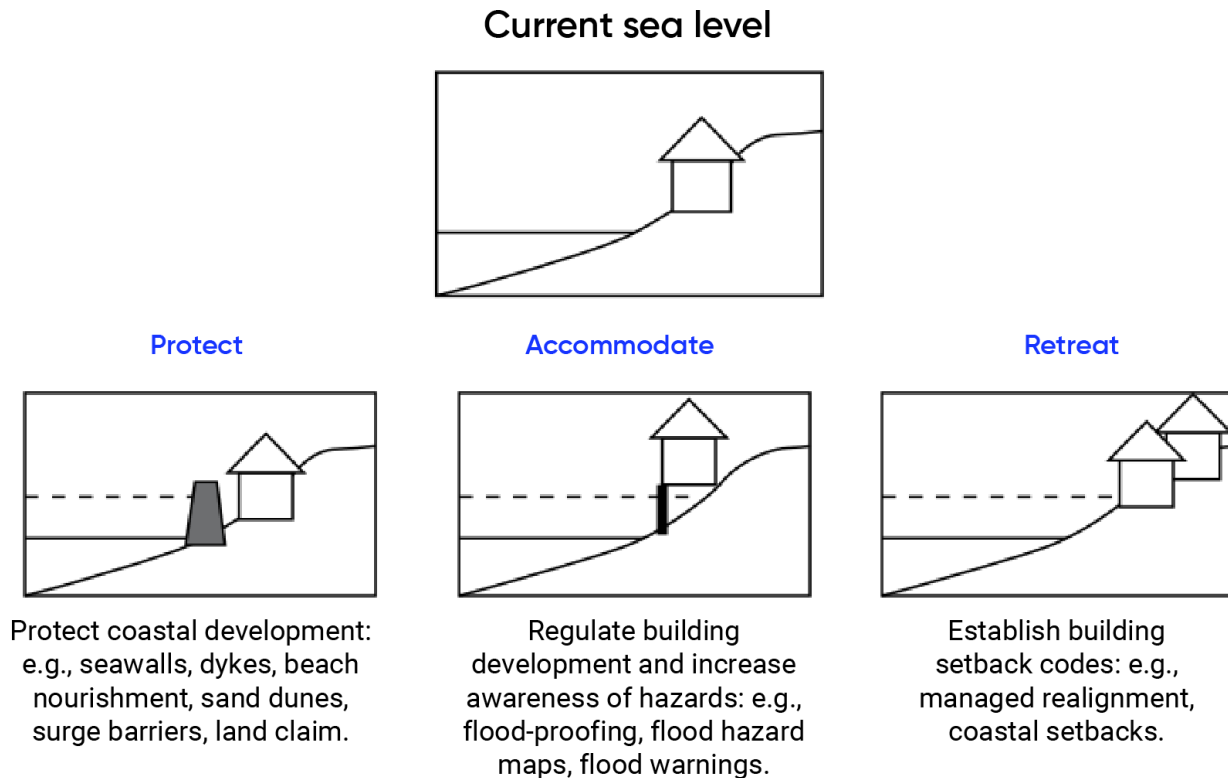 Current sea level
Protect
Accommodate
Retreat
Protect coastal development:
e.g., seawalls, dykes, beach
nourishment, sand dunes,
surge barriers, land claim.
Regulate building
development and increase
awareness of hazards: e.g.,
flood-proofing, flood hazard
maps, flood warnings.
Establish building
setback codes: e.g.,
managed realignment,
coastal setbacks.